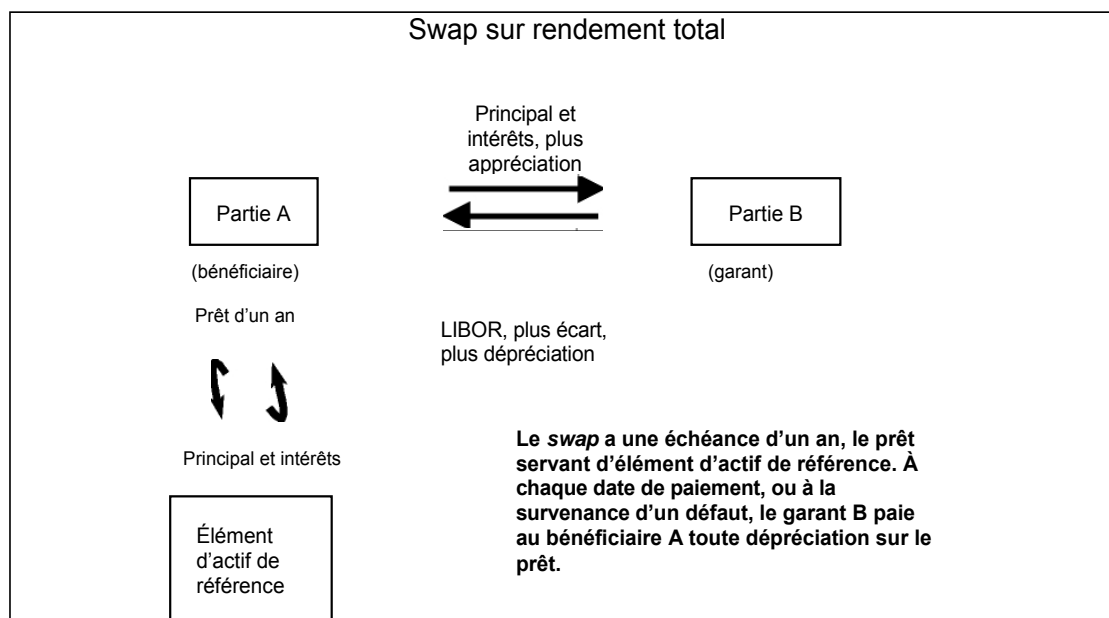 Swap sur rendement total
Principal et
intérêts, plus
appréciation
Partie A
Partie B
(bénéficiaire)
(garant)
Prêt d’un an
LIBOR, plus écart,
plus dépréciation
Principal et intérêts
Le swap a une échéance d’un an, le prêt
servant d’élément d’actif de référence. À
chaque date de paiement, ou à la
survenance d’un défaut, le garant B paie
au bénéficiaire A toute dépréciation sur le
prêt.
Élément
d’actif de
référence